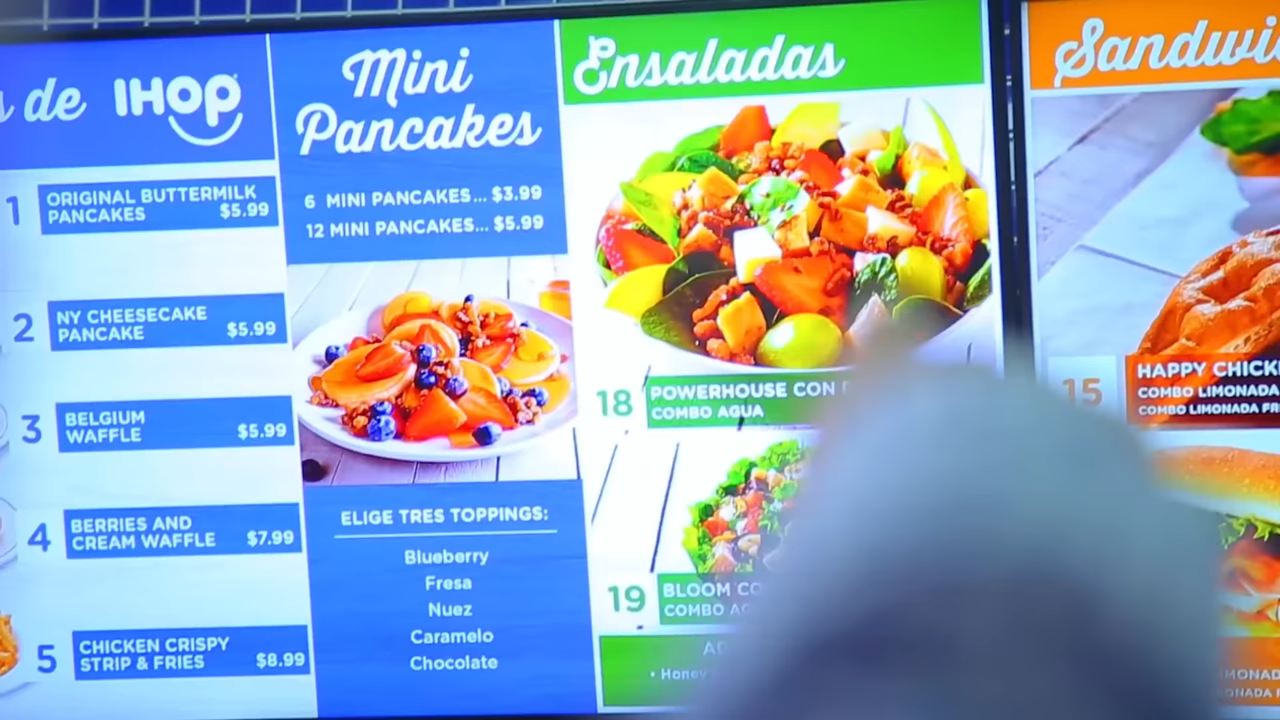 de IHOP
1 ORIGINAL BUTTERMILK
PANCAKES $5.99
2 NY CHEESECAKE
PANCAKE $5.99
3 BELGIUM
WAFFLE $5.99
4 BERRIES AND
CREAM WAFFLE $7.99
5 CHICKEN CRISPY
STRIP & FRIES $8.99
Mini
Pancakes
6 MINI PANCAKES... $3.99
12 MINI PANCAKES... $5.99
ELIGE TRES TOPPINGS:
Blueberry
Fresa
Nuez
Caramelo
Chocolate
Ensaladas
18 POWERHOUSE CON
COMBO AGUA
19 BLOOM
COMBO
• Honey
15 HAPPY
COMBO LIMONADA
COMBO LIMONADA